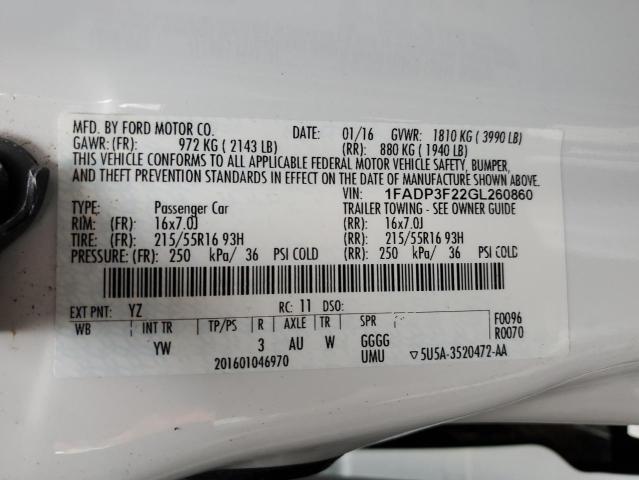 MFD. BY FORD MOTOR CO. DATE: 01/16 GVWR: 1810 KG ( 3990 LB)
GAWR: (FR): 972 KG ( 2143 LB) (RR): 880 KG ( 1940 LB)
THIS VEHICLE CONFORMS TO ALL APPLICABLE FEDERAL MOTOR VEHICLE SAFETY, BUMPER,
AND THEFT PREVENTION STANDARDS IN EFFECT ON THE DATE OF MANUFACTURE SHOWN ABOVE.
VIN: 1FADP3F22GL260860
TYPE: Passenger Car TRAILER TOWING - SEE OWNER GUIDE
RIM: (FR): 16x7.0J (RR): 16x7.0J
TIRE: (FR): 215/55R16 93H (RR): 215/55R16 93H
PRESSURE: (FR): 250 kPa/ 36 PSI COLD (RR): 250 kPa/ 36 PSI COLD
EXT PNT: YZ RC: 11 DSO:
WB INT TR TP/PS R AXLE TR SPR F0096
R0070
YW 3 AU W GGGG
201601046970 UMU ▽5U5A-3520472-AA